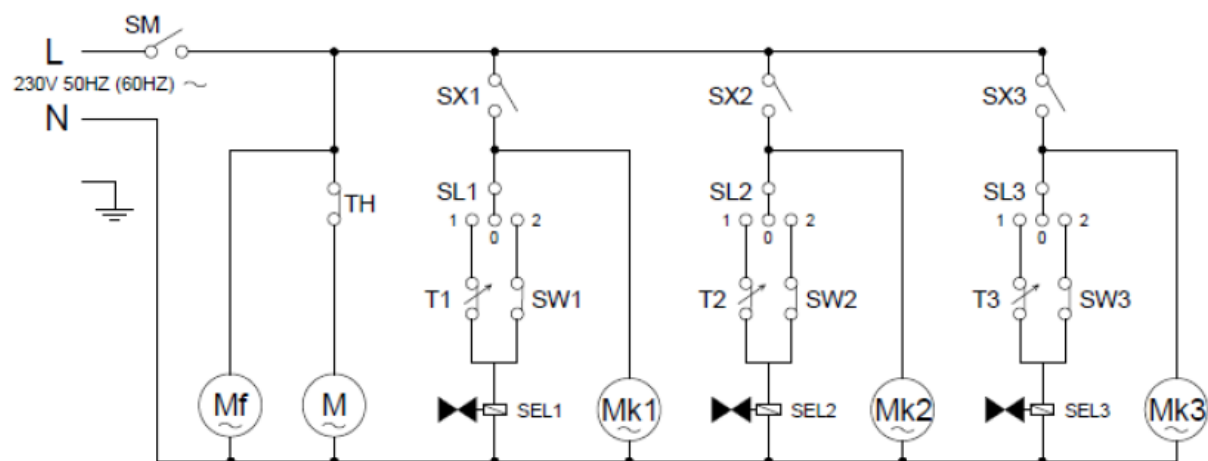 SM
L
230V 50HZ (60HZ) ~
N
SX1 SX2 SX3
TH
SL1 SL2 SL3
1 0 2 1 0 2 1 0 2
T1 SW1 T2 SW2 T3 SW3
Mf M SEL1 Mk1 SEL2 Mk2 SEL3 Mk3
~ ~ ~ ~ ~